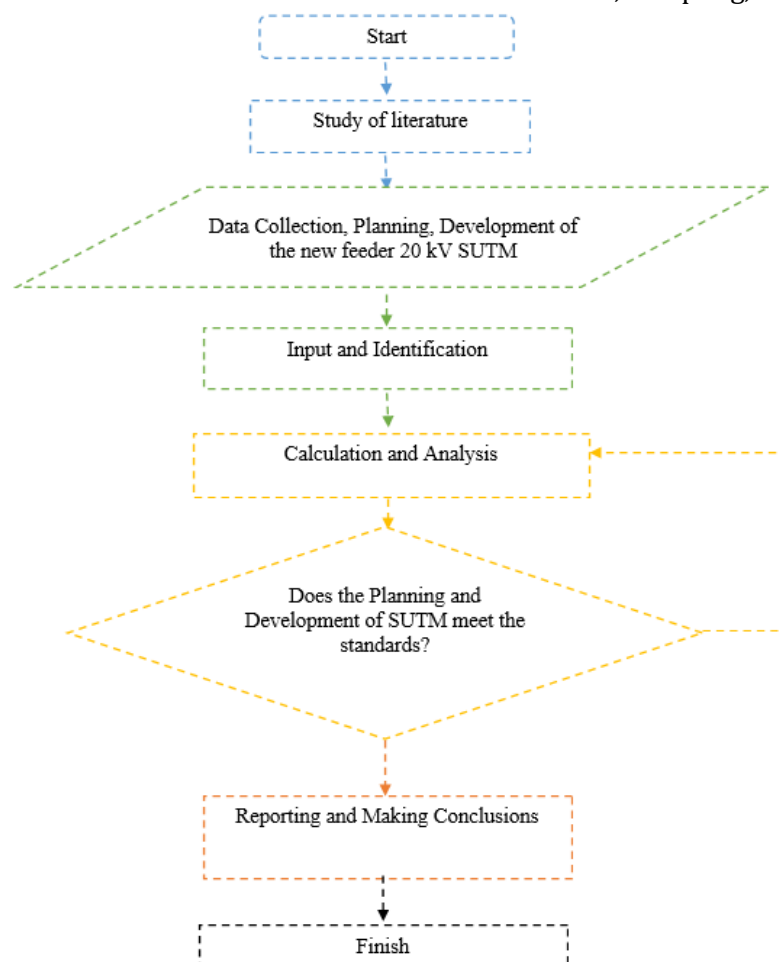 Start
Study of literature
Data Collection, Planning, Development of
the new feeder 20 kV SUTM
Input and Identification
Calculation and Analysis
Does the Planning and
Development of SUTM meet the
standards?
Reporting and Making Conclusions
Finish